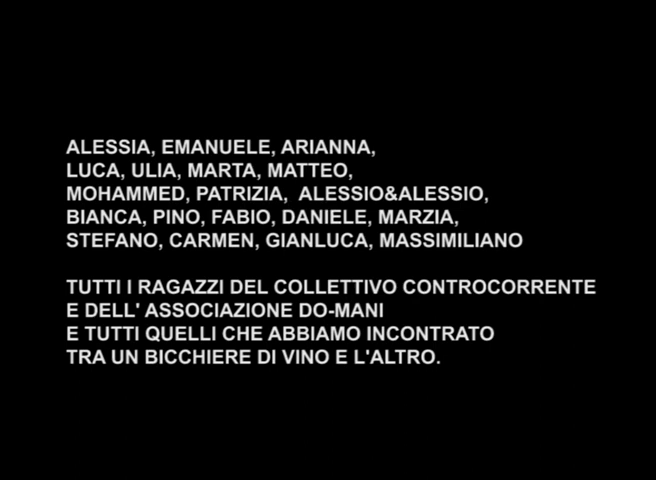 ALESSIA, EMANUELE, ARIANNA,
LUCA, ULIA, MARTA, MATTEO,
MOHAMMED, PATRIZIA,  ALESSIO&ALESSIO,
BIANCA, PINO, FABIO, DANIELE, MARZIA,
STEFANO, CARMEN, GIANLUCA, MASSIMILIANO
TUTTI I RAGAZZI DEL COLLETTIVO CONTROCORRENTE
E DELL' ASSOCIAZIONE DO-MANI
E TUTTI QUELLI CHE ABBIAMO INCONTRATO
TRA UN BICCHIERE DI VINO E L'ALTRO.